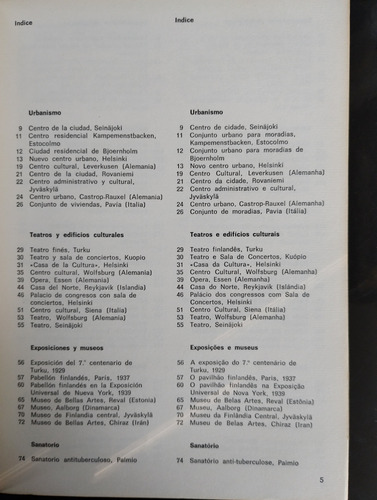 Indice
Urbanismo
9 Centro de la ciudad, Seinäjoki
11 Centro residencial Kampemenstbacken,
Estocolmo
12 Ciudad residencial de Bjoernholm
13 Nuevo centro urbano, Helsinki
19 Centro cultural, Leverkusen (Alemania)
21 Centro de la ciudad, Rovaniemi
22 Centro administrativo y cultural,
Jyväskylä
24 Centro urbano, Castrop-Rauxel (Alemania)
26 Conjunto de viviendas, Pavia (Italia)
Teatros y edificios culturales
29 Teatro finés, Turku
30 Teatro y sala de conciertos, Kuopio
31 «Casa de la Cultura», Helsinki
35 Centro cultural, Wolfsburg (Alemania)
39 Opera, Essen (Alemania)
44 Casa del Norte, Reykjavik (Islandia)
46 Palacio de congresos con sala de
conciertos, Helsinki
51 Centro cultural, Siena (Italia)
53 Teatro, Wolfsburg (Alemania)
55 Teatro, Seinäjoki
Exposiciones y museos
56 Exposición del 7.° centenario de
Turku, 1929
57 Pabellón finlandés, Paris, 1937
60 Pabellón finlandés en la Exposición
Universal de Nueva York, 1939
65 Museo de Belas Artes, Reval (Estonia)
67 Museo, Aalborg (Dinamarca)
70 Museo de Finlandia central, Jyväskylä
72 Museo de Belas Artes, Chiraz (Irán)
Sanatorio
74 Sanatorio antituberculoso, Paimio
Indice
Urbanismo
9 Centro de cidade, Seinäjoki
11 Conjunto urbano para moradias,
Kampemenstbacken, Estocolmo
12 Conjunto urbano para moradias de
Bjernholm
13 Novo centro urbano, Helsinki
19 Centro Cultural, Leverkusen (Alemanha)
21 Centro da cidade, Rovaniemi
22 Centro administrativo e cultural,
Jyväskylä
24 Centro urbano, Castrop-Rauxel (Alemanha)
26 Conjunto de moradias, Pavia (Itália)
Teatros e edifícios culturais
29 Teatro finlandês, Turku
30 Teatro e Sala de Concertos, Kuópio
31 «Casa da Cultura», Helsinki
35 Centro Cultural, Wolfsburg (Alemanha)
39 Ópera, Essen (Alemanha)
44 Casa do Norte, Reykjavik (Islândia)
46 Palácio dos congressos com Sala de
Concertos, Helsinki
51 Centro Cultural, Siena (Itália)
53 Teatro, Wolfsburg (Alemanha)
55 Teatro, Seinäjoki
Exposições e museus
56 A exposição do 7.° centenário de
Turku, 1929
57 O pavilhão finlandês, Paris, 1937
60 O pavilhão finlandês na Exposição
Universal de Nova York, 1939
65 Museu de Belas Artes, Reval (Estônia)
67 Museu, Aalborg (Dinamarca)
70 Museu da Finlândia Central, Jyväskylä
72 Museu de Belas Artes, Chiraz (Iran)
Sanatório
74 Sanatório anti-tuberculose, Paimio
5